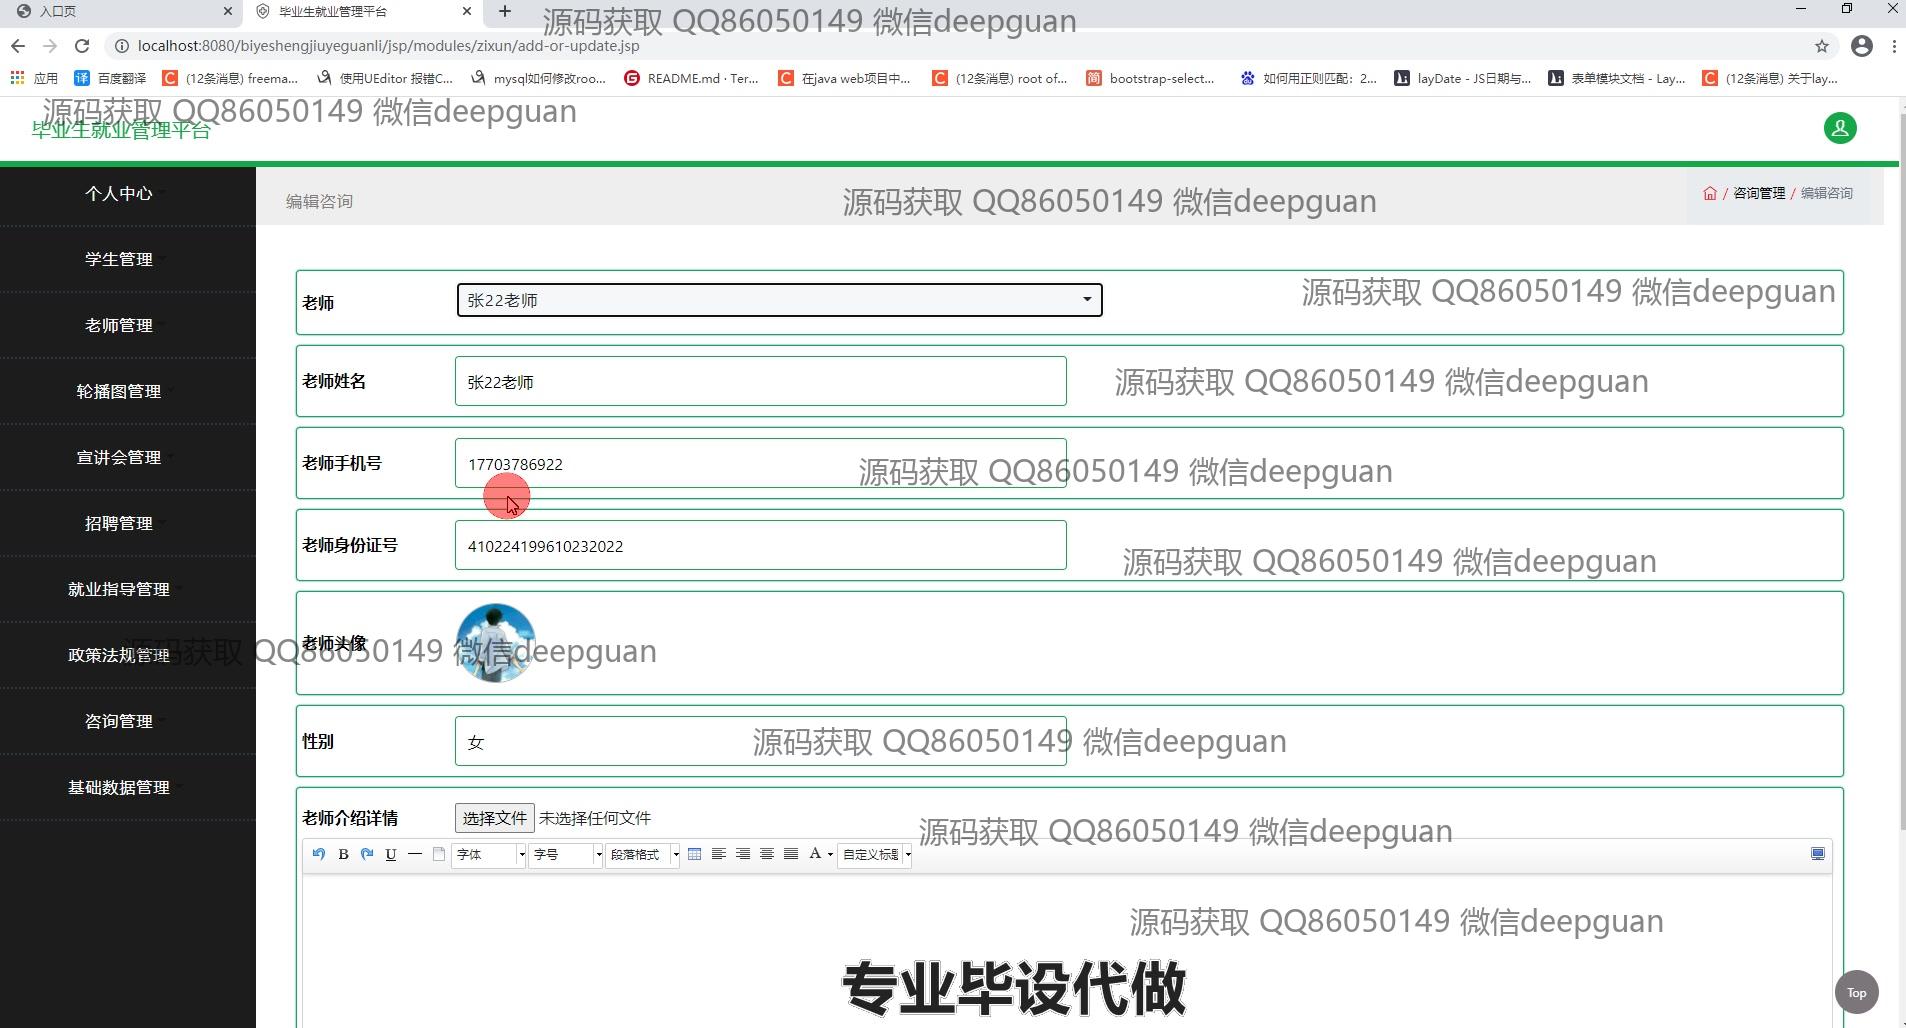 入口页
毕业生就业管理平台
源码获取 QQ86050149 微信deepguan
localhost:8080/biyeshengjiuyeguanli/jsp/modules/zixun/add-or-update.jsp
应用 百度翻译 (12条消息) freema... 使用UEditor 报错C... mysql如何修改roo... README.md · Ter... 在java web项目中... (12条消息) root of... bootstrap-select... 如何用正则匹配：2... layDate - JS日期与... 表单模块文档 - Lay... (12条消息) 关于lay...
源码获取 QQ86050149 微信deepguan
毕业生就业管理平台
个人中心
学生管理
老师管理
轮播图管理
宣讲会管理
招聘管理
就业指导管理
政策法规管理
咨询管理
基础数据管理
编辑咨询
源码获取 QQ86050149 微信deepguan
/ 咨询管理 / 编辑咨询
老师 张22老师
源码获取 QQ86050149 微信deepguan
老师姓名 张22老师
源码获取 QQ86050149 微信deepguan
老师手机号 17703786922
源码获取 QQ86050149 微信deepguan
老师身份证号 410224199610232022
源码获取 QQ86050149 微信deepguan
老师头像
源码获取 QQ86050149 微信deepguan
性别 女
源码获取 QQ86050149 微信deepguan
老师介绍详情 选择文件 未选择任何文件
源码获取 QQ86050149 微信deepguan
B U 字体 字号 段落格式 A 自定义标题
源码获取 QQ86050149 微信deepguan
专业毕设代做
Top